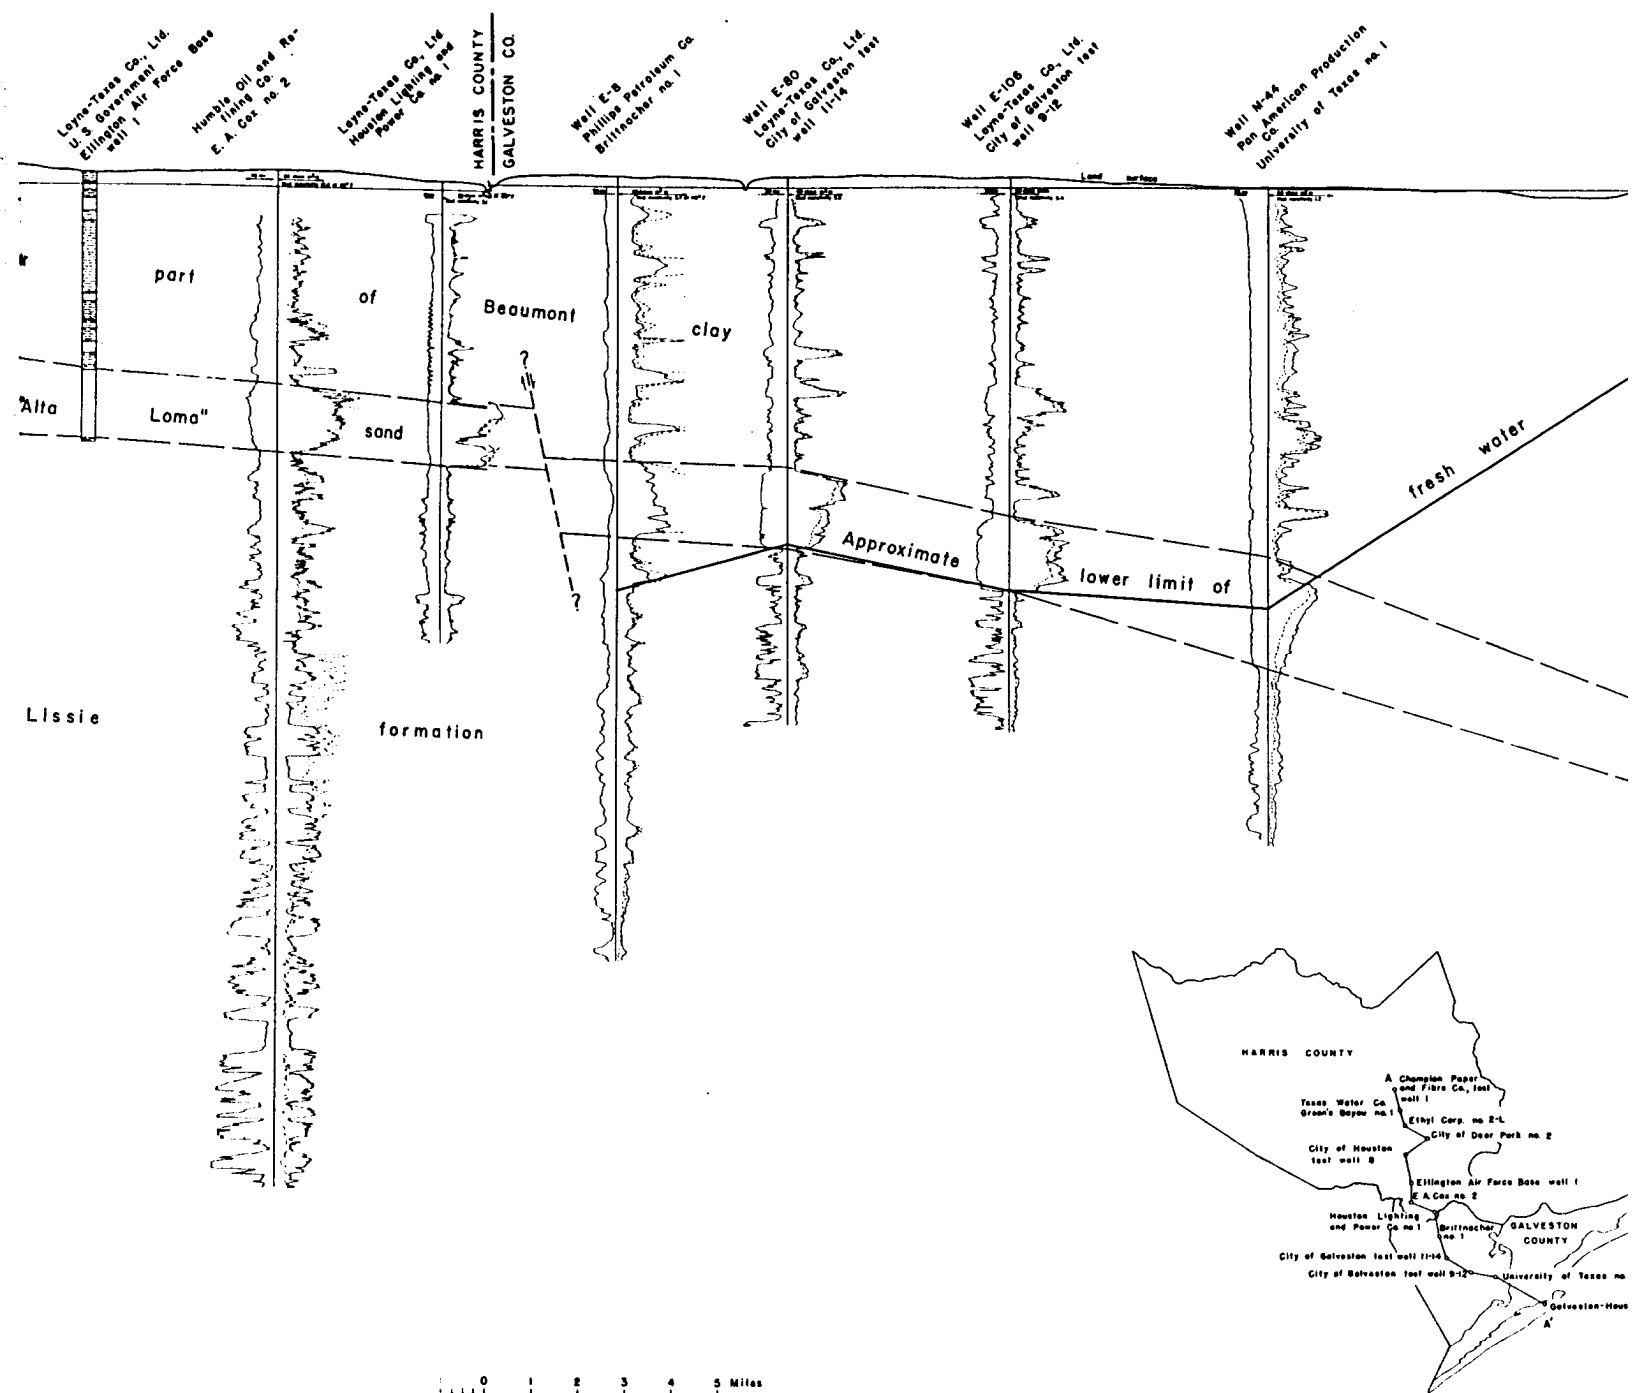 Layne-Texas Co., Ltd.
U. S. Government
Ellington Air Force Base
well 1
Humble Oil and Re-
fining Co.
E. A. Cox no. 2
Layne-Texas Co., Ltd
Houston Lighting and
Power Co. no. 1
HARRIS COUNTY
GALVESTON CO.
Well E-8
Phillips Petroleum Co.
Brittnacher no. 1
Well E-80
Layne-Texas Co., Ltd.
City of Galveston test
well 11-14
Well E-106
Layne-Texas Co., Ltd.
City of Galveston test
well 9-12
Well M-44
Pan American Production
Co.
University of Texas no. 1
Land surface
part
of
Beaumont
clay
?
"Alta
Loma"
sand
fresh water
Approximate
lower limit of
?
Lissie
formation
HARRIS COUNTY
A
Champion Paper
and Fibre Co., test
well 1
Texas Water Co.
Green's Bayou no. 1
Ethyl Corp. no. 2-L
City of Deer Park no. 2
City of Houston
test well 8
Ellington Air Force Base well 1
E. A. Cox no. 2
Houston Lighting
and Power Co no 1
Brittnacher
no. 1
GALVESTON
COUNTY
City of Galveston test well 11-14
City of Galveston test well 9-12
University of Texas no.
Galveston-Hous
A'
0 1 2 3 4 5 Miles